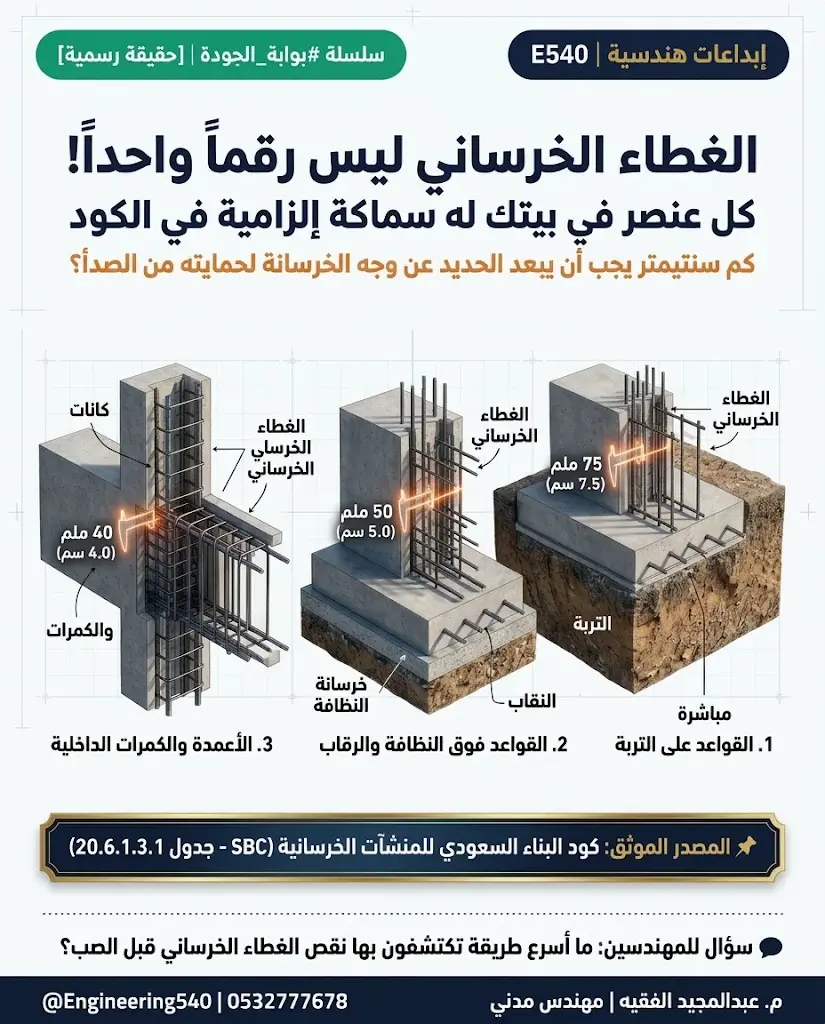 إبداعات هندسية | E540
سلسلة #بوابة_الجودة | [حقيقة رسمية]
الغطاء الخرساني ليس رقماً واحداً!
كل عنصر في بيتك له سماكة إلزامية في الكود
كم سنتيمتر يجب أن يبعد الحديد عن وجه الخرسانة لحمايته من الصدأ؟
الغطاء
الخرساني
75 ملم
(7.5 سم)
التربة
مباشرة
1. القواعد على التربة
الغطاء
الخرساني
50 ملم
(5.0 سم)
خرسانة
النظافة
النقاب
2. القواعد فوق النظافة والرقاب
كانات
الغطاء
الخرسلي
الخرساني
40 ملم
(4.0 سم)
والكمرات
3. الأعمدة والكمرات الداخلية
المصدر الموثق: كود البناء السعودي للمنشآت الخرسانية (SBC - جدول 20.6.1.3.1)
سؤال للمهندسين: ما أسرع طريقة تكتشفون بها نقص الغطاء الخرساني قبل الصب؟
م. عبدالمجيد الفقيه | مهندس مدني
@Engineering540 | 0532777678